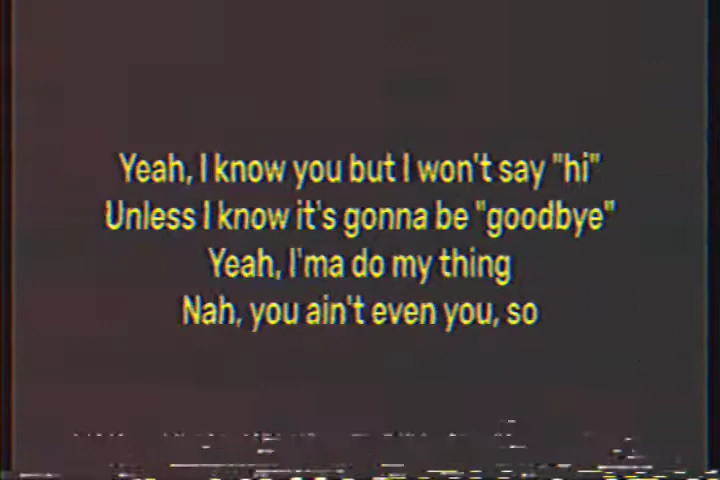 Yeah, I know you but I won't say "hi"
Unless I know it's gonna be "goodbye"
Yeah, I'ma do my thing
Nah, you ain't even you, so